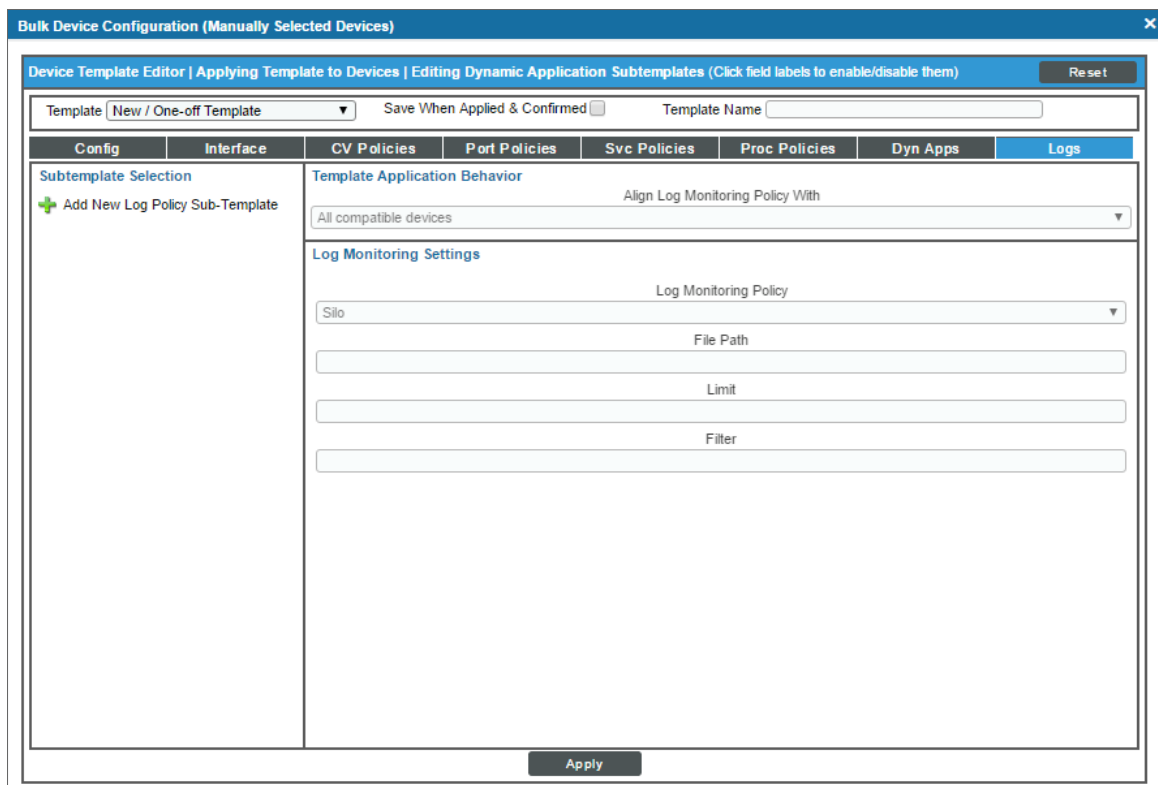 Bulk Device Configuration (Manually Selected Devices)
Device Template Editor | Applying Template to Devices | Editing Dynamic Application Subtemplates (Click field labels to enable/disable them) Reset
Template New / One-off Template Save When Applied & Confirmed Template Name
Config Interface CV Policies Port Policies Svc Policies Proc Policies Dyn Apps Logs
Subtemplate Selection
Add New Log Policy Sub-Template
Template Application Behavior
Align Log Monitoring Policy With
All compatible devices
Log Monitoring Settings
Log Monitoring Policy
Silo
File Path
Limit
Filter
Apply